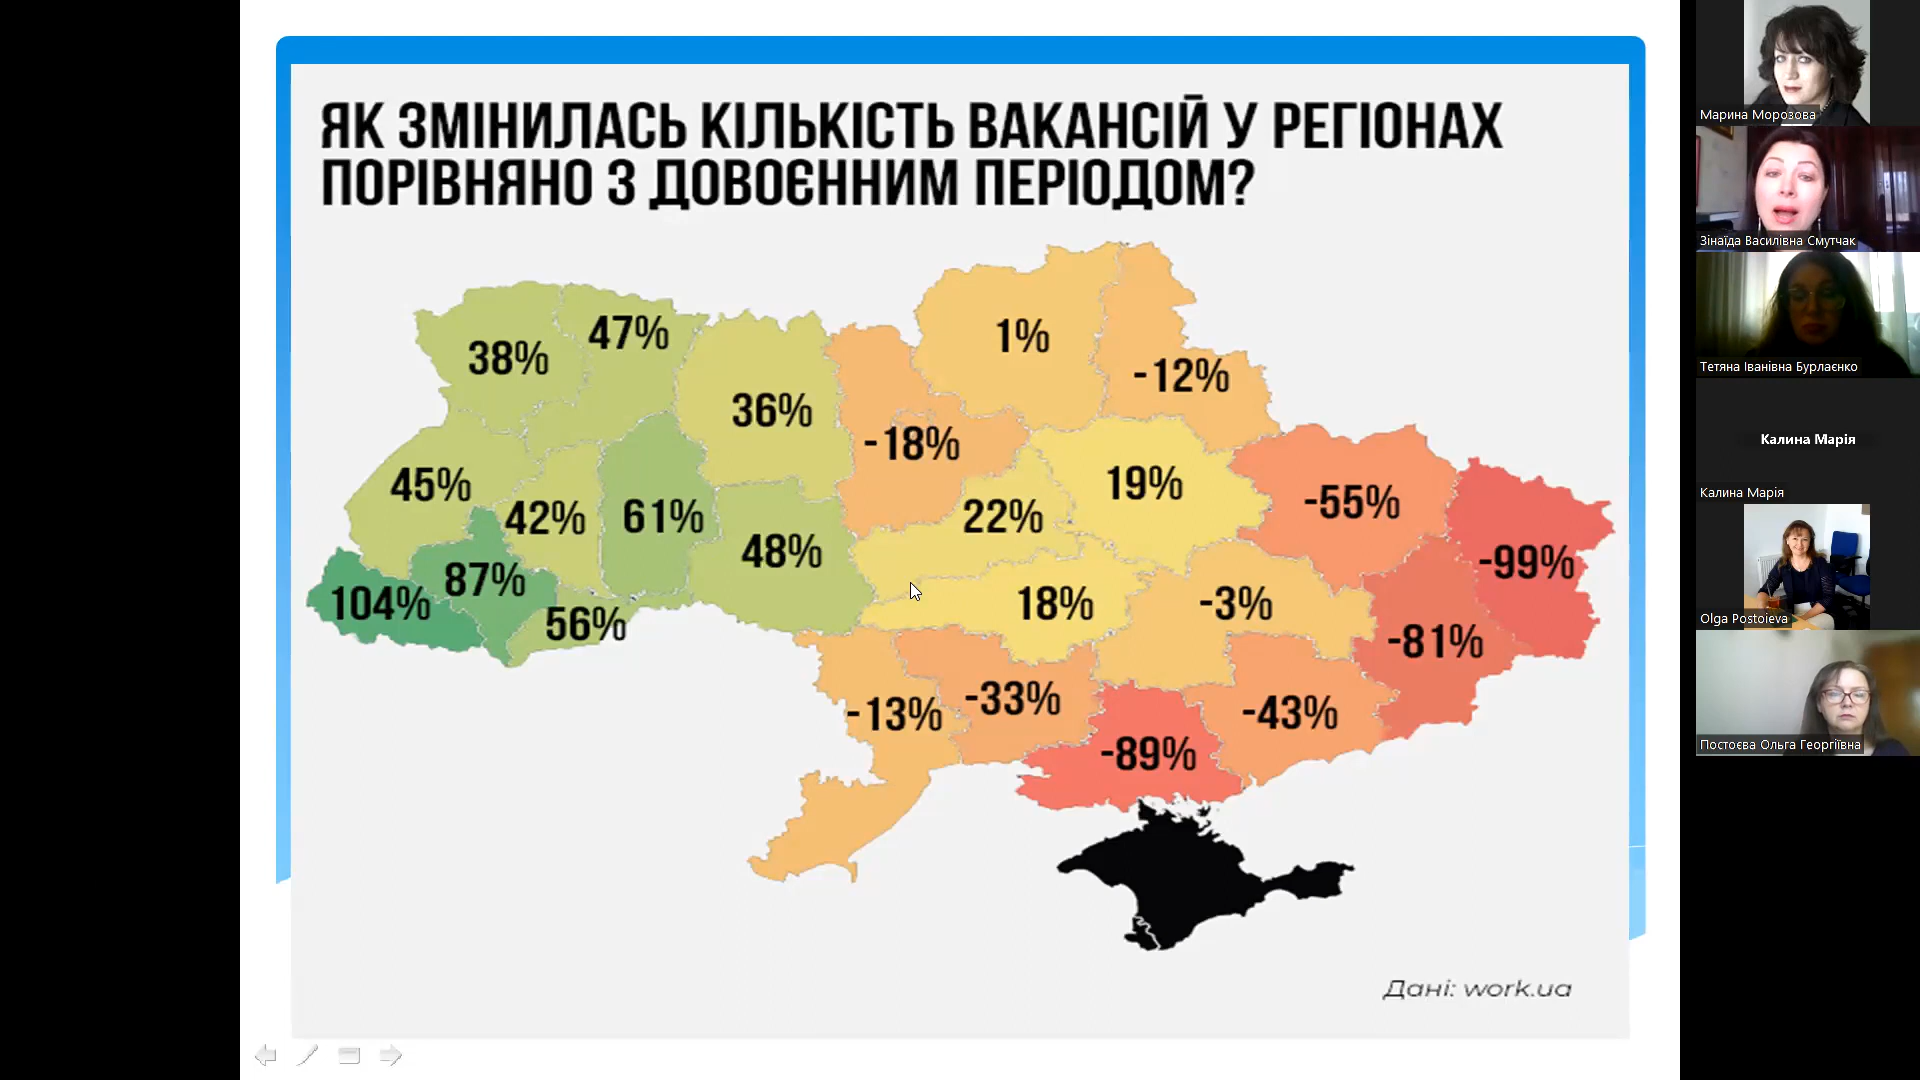 ЯК ЗМІНИЛАСЬ КІЛЬКІСТЬ ВАКАНСІЙ У РЕГІОНАХ
ПОРІВНЯНО З ДОВОЄННИМ ПЕРІОДОМ?
38%
47%
36%
-18%
1%
-12%
45%
42%
61%
48%
22%
19%
-55%
-99%
104%
87%
56%
18%
-3%
-81%
-13%
-33%
-89%
-43%
Дані: work.ua
Марина Морозова
Зінаїда Василівна Смутчак
Тетяна Іванівна Бурлаєнко
Калина Марія
Калина Марія
Olga Postoieva
Постоєва Ольга Георгіївна